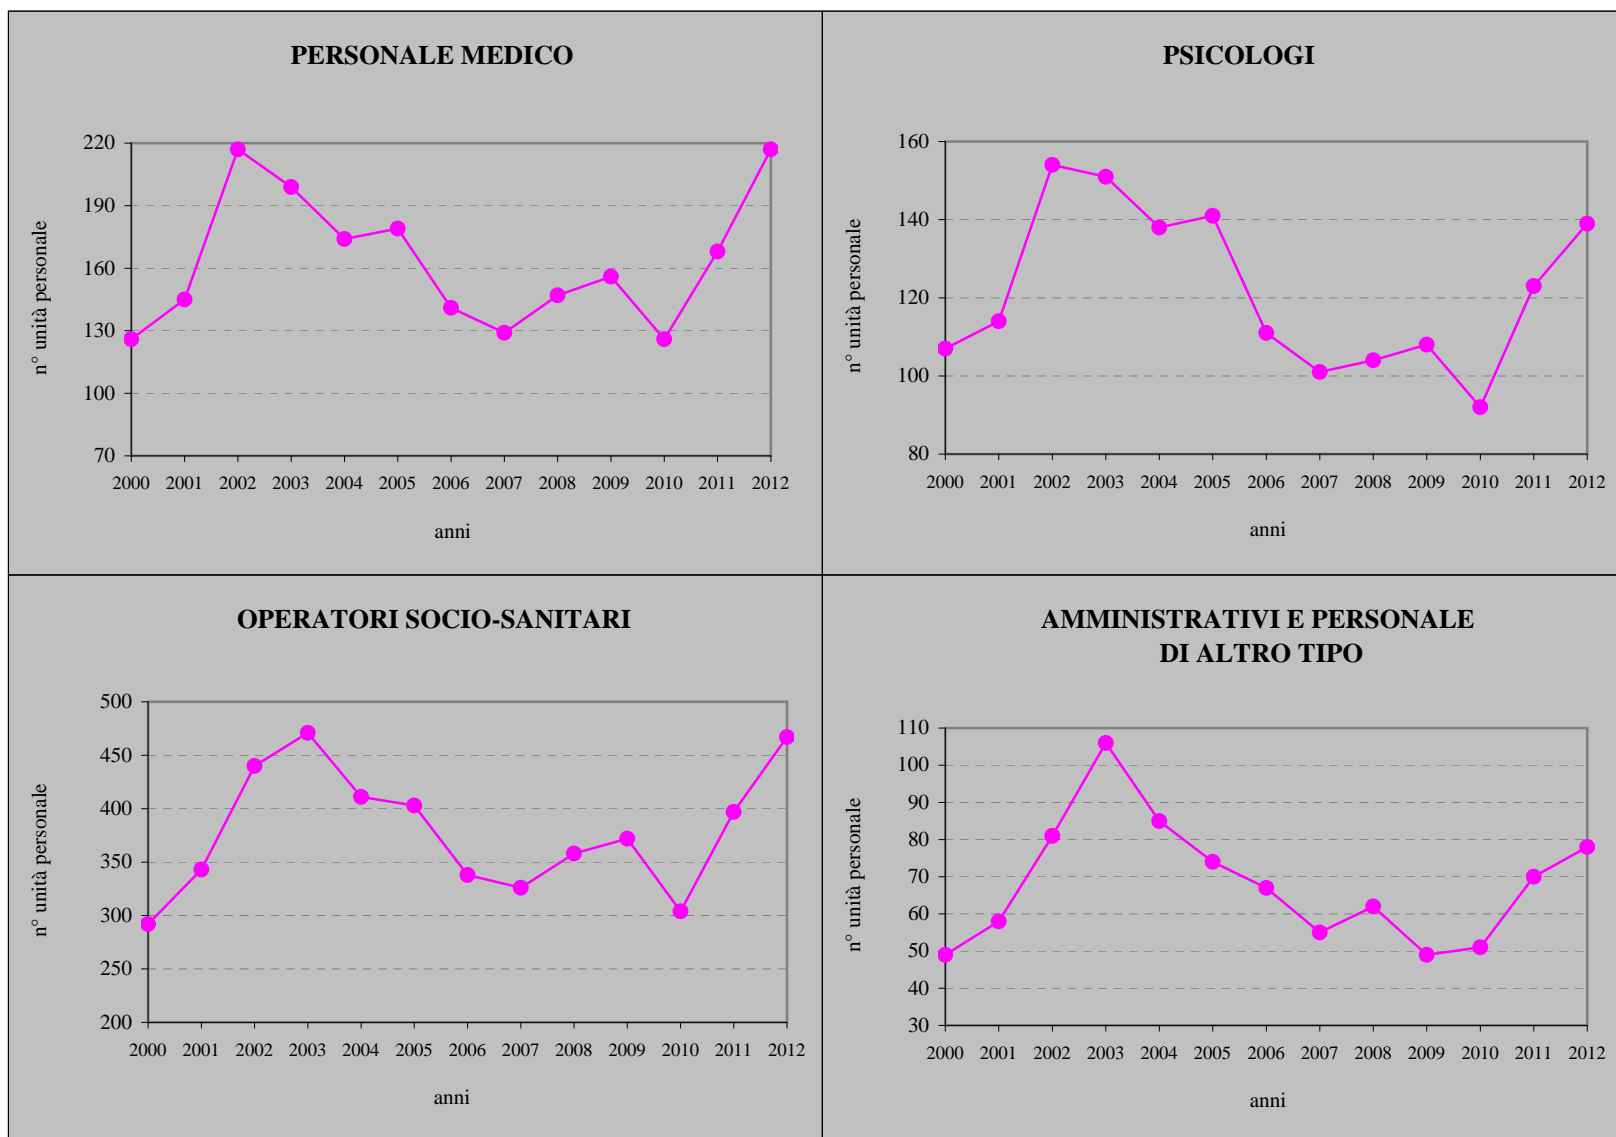 PERSONALE MEDICO
220
190
160
130
100
70
n° unità personale
2000 2001 2002 2003 2004 2005 2006 2007 2008 2009 2010 2011 2012
anni
PSICOLOGI
160
140
120
100
80
n° unità personale
2000 2001 2002 2003 2004 2005 2006 2007 2008 2009 2010 2011 2012
anni
OPERATORI SOCIO-SANITARI
500
450
400
350
300
250
200
n° unità personale
2000 2001 2002 2003 2004 2005 2006 2007 2008 2009 2010 2011 2012
anni
AMMINISTRATIVI E PERSONALE
DI ALTRO TIPO
110
100
90
80
70
60
50
40
30
n° unità personale
2000 2001 2002 2003 2004 2005 2006 2007 2008 2009 2010 2011 2012
anni